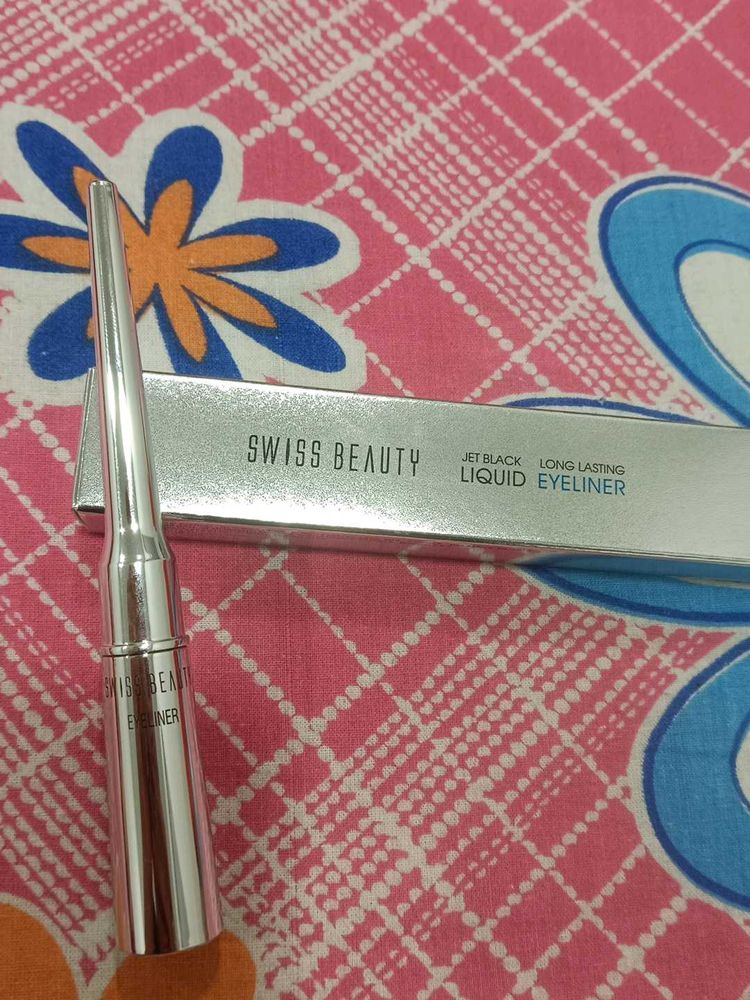 SWISS BEAUTY
JET BLACK LONG LASTING
LIQUID EYELINER
SWISS BEAUTY
EYELINER